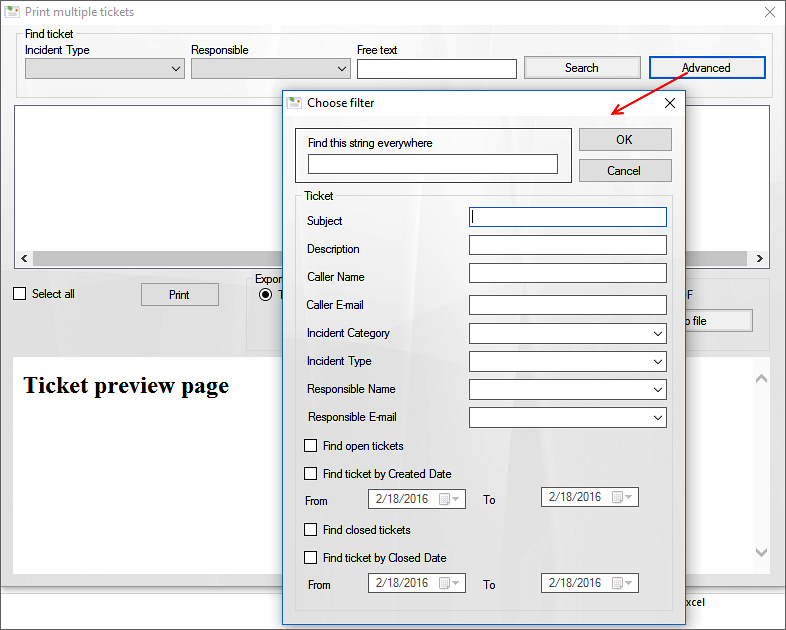 Print multiple tickets
Find ticket
Incident Type Responsible Free text
Search Advanced
Choose filter
Find this string everywhere
OK
Cancel
Ticket
Subject
Description
Caller Name
Caller E-mail
Incident Category
Incident Type
Responsible Name
Responsible E-mail
Find open tickets
Find ticket by Created Date
From 2/18/2016 To 2/18/2016
Find closed tickets
Find ticket by Closed Date
From 2/18/2016 To 2/18/2016
Select all Print
Ticket preview page